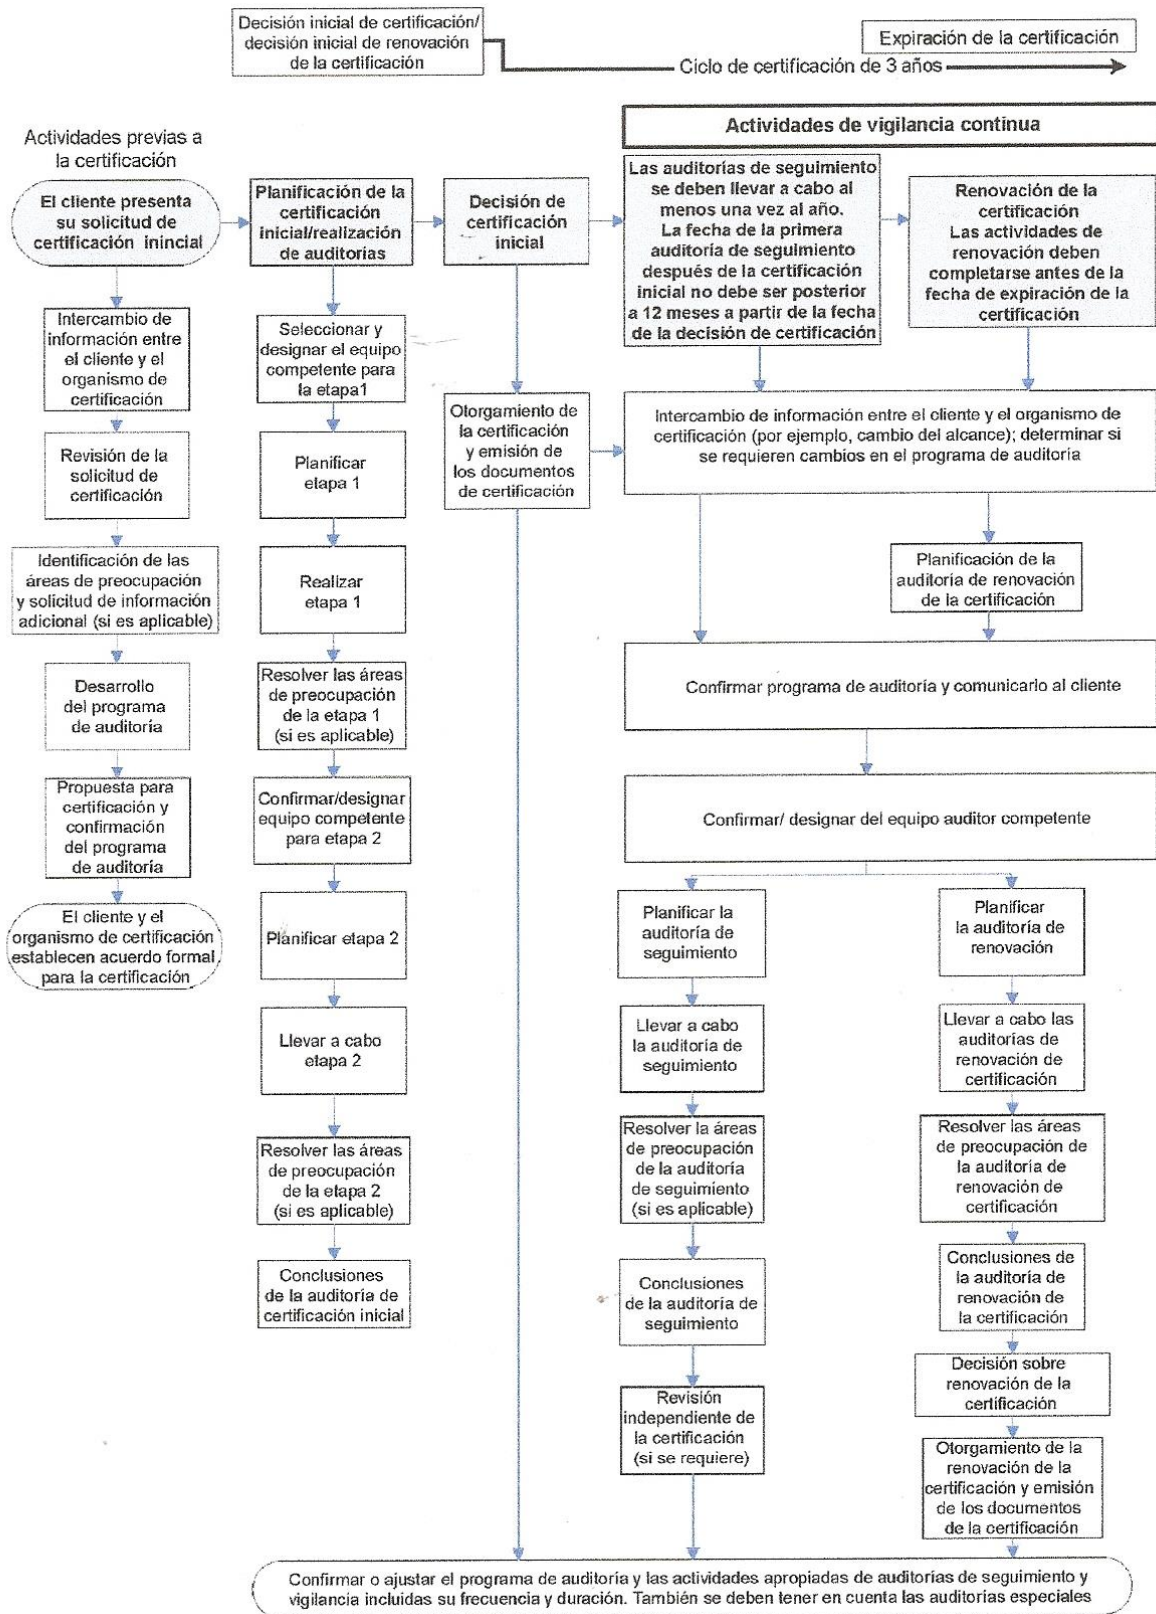 Decisión inicial de certificación/
decisión inicial de renovación
de la certificación
Expiración de la certificación
Ciclo de certificación de 3 años
Actividades previas a
la certificación
Actividades de vigilancia continua
El cliente presenta
su solicitud de
certificación inincial
Planificación de la
certificación
inicial/realización
de auditorias
Decisión de
certificación
inicial
Las auditorías de seguimiento
se deben llevar a cabo al
menos una vez al año.
La fecha de la primera
auditoría de seguimiento
después de la certificación
inicial no debe ser posterior
a 12 meses a partir de la fecha
de la decisión de certificación
Renovación de la
certificación
Las actividades de
renovación deben
completarse antes de la
fecha de expiración de la
certificación
Intercambio de
información entre
el cliente y el
organismo de
certificación
Revisión de la
solicitud de
certificación
Identificación de las
áreas de preocupación
y solicitud de información
adicional (si es aplicable)
Desarrollo
del programa
de auditoría
Propuesta para
certificación y
confirmación
del programa
de auditoría
El cliente y el
organismo de certificación
establecen acuerdo formal
para la certificación
Seleccionar y
designar el equipo
competente para
la etapa1
Planificar
etapa 1
Realizar
etapa 1
Resolver las áreas
de preocupación
de la etapa 1
(si es aplicable)
Confirmar/designar
equipo competente
para etapa 2
Planificar etapa 2
Llevar a cabo
etapa 2
Resolver las áreas
de preocupación
de la etapa 2
(si es aplicable)
Conclusiones
de la auditoría de
certificación inicial
Otorgamiento de
la certificación
y emisión de
los documentos
de certificación
Intercambio de información entre el cliente y el organismo de
certificación (por ejemplo, cambio del alcance); determinar si
se requieren cambios en el programa de auditoría
Planificación de la
auditoría de renovación
de la certificación
Confirmar programa de auditoría y comunicarlo al cliente
Confirmar/ designar del equipo auditor competente
Planificar la
auditoría de
seguimiento
Llevar a cabo
la auditoría de
seguimiento
Resolver la áreas
de preocupación
de la auditoría
de seguimiento
(si es aplicable)
Conclusiones
de la auditoría de
seguimiento
Revisión
independiente de
la certificación
(si se requiere)
Planificar
la auditoría de
renovación
Llevar a cabo las
auditorías de
renovación de
certificación
Resolver las áreas
de preocupación de
la auditoría de
renovación de
certificación
Conclusiones de
la auditoría de
renovación de
la certificación
Decisión sobre
renovación de la
certificación
Otorgamiento de la
renovación de la
certificación y emisión
de los documentos
de la certificación
Confirmar o ajustar el programa de auditoría y las actividades apropiadas de auditorías de seguimiento y
vigilancia incluidas su frecuencia y duración. También se deben tener en cuenta las auditorías especiales